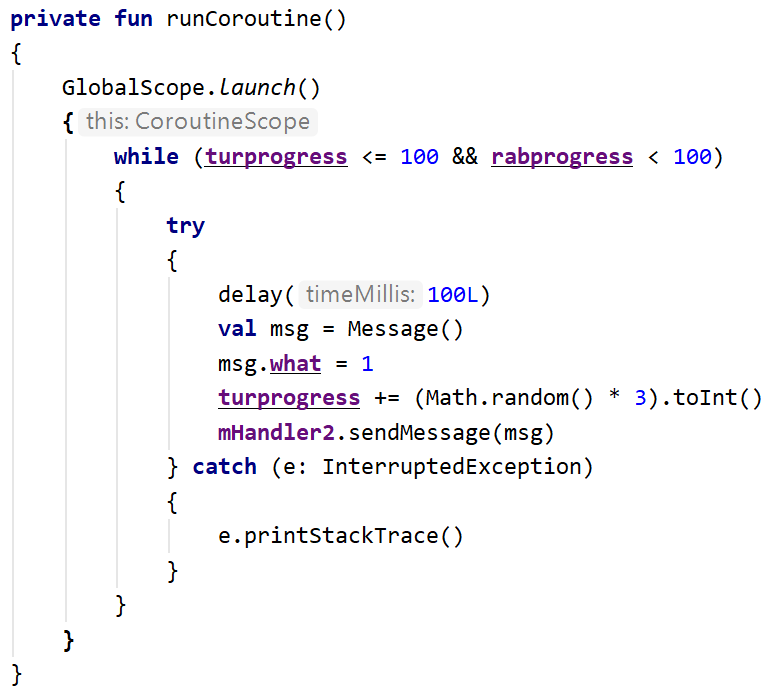 private fun runCoroutine()
{
    GlobalScope.launch()
    { this: CoroutineScope
        while (turprogress <= 100 && rabprogress < 100)
        {
            try
            {
                delay( timeMillis: 100L)
                val msg = Message()
                msg.what = 1
                turprogress += (Math.random() * 3).toInt()
                mHandler2.sendMessage(msg)
            } catch (e: InterruptedException)
            {
                e.printStackTrace()
            }
        }
    }
}